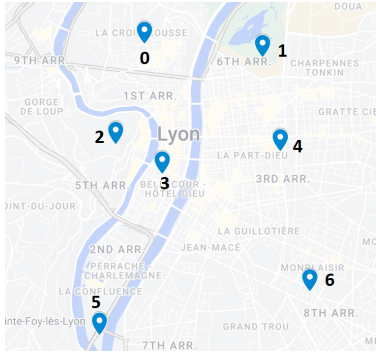 DOUA
LA CROIX-ROUSSE
0
1
6TH ARR.
9TH ARR.
CHARPENNES
TONKIN
1ST ARR.
GORGE
DE LOUP
GRATTE CIE
2
Lyon
4
LA PART-DIEU
3
3RD ARR.
5TH ARR.
BELLECOUR -
HÔTEL-DIEU
OINT-DU-JOUR
LA GUILLOTIÈRE
2ND ARR.
JEAN-MACÉ
PERRACHE
CHARLEMAGNE
MONPLAISIR
6
LA CONFLUENCE
5
8TH ARR.
inte-Foy-lès-Lyon
GRAND TROU
7TH ARR.